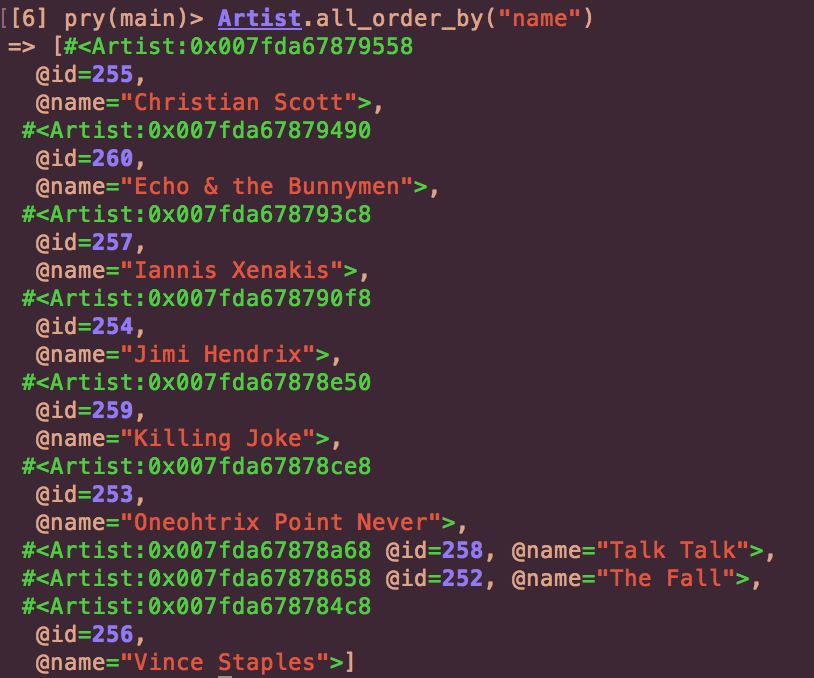 [[6] pry(main)> Artist.all_order_by("name")
=> [#<Artist:0x007fda67879558
@id=255,
@name="Christian Scott">,
#<Artist:0x007fda67879490
@id=260,
@name="Echo & the Bunnymen">,
#<Artist:0x007fda678793c8
@id=257,
@name="Iannis Xenakis">,
#<Artist:0x007fda678790f8
@id=254,
@name="Jimi Hendrix">,
#<Artist:0x007fda67878e50
@id=259,
@name="Killing Joke">,
#<Artist:0x007fda67878ce8
@id=253,
@name="Oneohtrix Point Never">,
#<Artist:0x007fda67878a68 @id=258, @name="Talk Talk">,
#<Artist:0x007fda67878658 @id=252, @name="The Fall">,
#<Artist:0x007fda678784c8
@id=256,
@name="Vince Staples">]